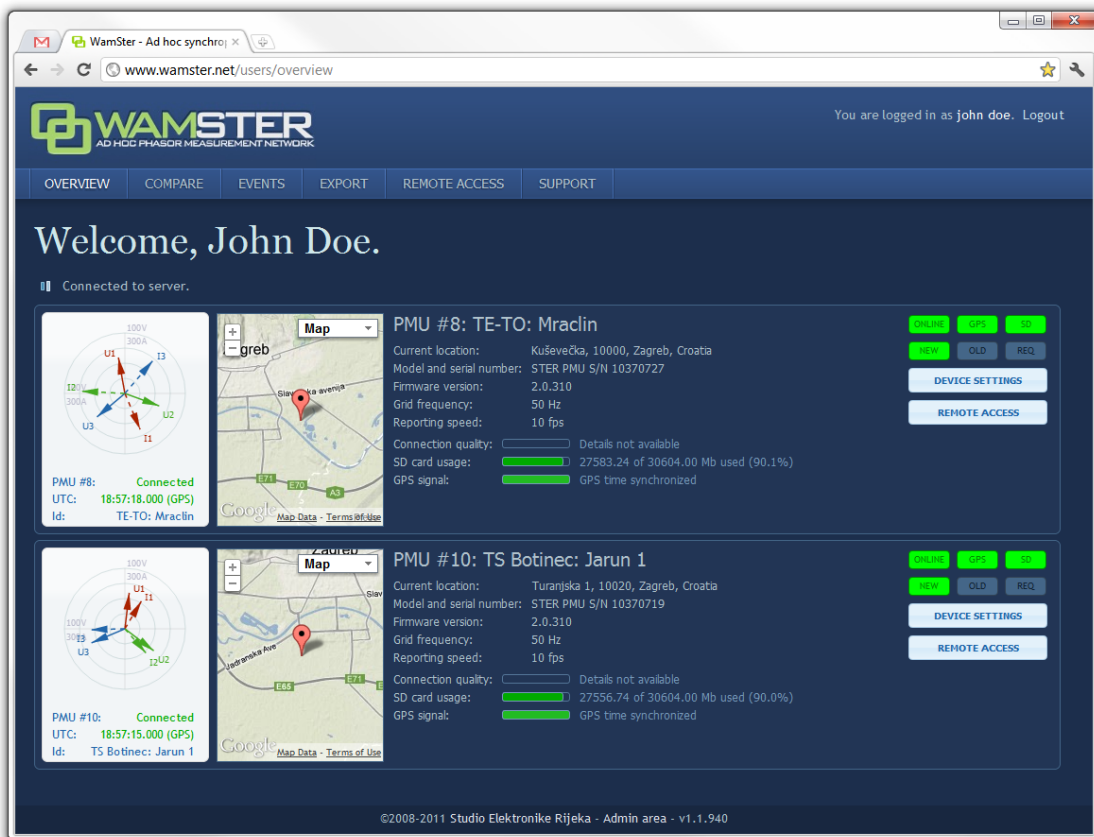 WamSter - Ad hoc synchrop
www.wamster.net/users/overview
WAMSTER
AD HOC PHASOR MEASUREMENT NETWORK
You are logged in as john doe. Logout
OVERVIEW COMPARE EVENTS EXPORT REMOTE ACCESS SUPPORT
Welcome, John Doe.
Connected to server.
100V
300A
U1
I3
I2
300A
U2
U3
I1
PMU #8: Connected
UTC: 18:57:18.000 (GPS)
Id: TE-TO: Mraclin
+
−
Map
greb
E71
E70
A3
Google
Map Data - Terms of Use
PMU #8: TE-TO: Mraclin
Current location: Kuševečka, 10000, Zagreb, Croatia
Model and serial number: STER PMU S/N 10370727
Firmware version: 2.0.310
Grid frequency: 50 Hz
Reporting speed: 10 fps
Connection quality: Details not available
SD card usage: 27583.24 of 30604.00 Mb used (90.1%)
GPS signal: GPS time synchronized
ONLINE GPS SD
NEW OLD REQ
DEVICE SETTINGS
REMOTE ACCESS
100V
300A
U1
I1
100V
I3
U3
I2
U2
PMU #10: Connected
UTC: 18:57:15.000 (GPS)
Id: TS Botinec: Jarun 1
+
−
Zagreb
Map
Slav
Jadranska Ave
E71
E65
Google
Map Data - Terms of Use
PMU #10: TS Botinec: Jarun 1
Current location: Turanjska 1, 10020, Zagreb, Croatia
Model and serial number: STER PMU S/N 10370719
Firmware version: 2.0.310
Grid frequency: 50 Hz
Reporting speed: 10 fps
Connection quality: Details not available
SD card usage: 27556.74 of 30604.00 Mb used (90.0%)
GPS signal: GPS time synchronized
ONLINE GPS SD
NEW OLD REQ
DEVICE SETTINGS
REMOTE ACCESS
©2008-2011 Studio Elektronike Rijeka - Admin area - v1.1.940